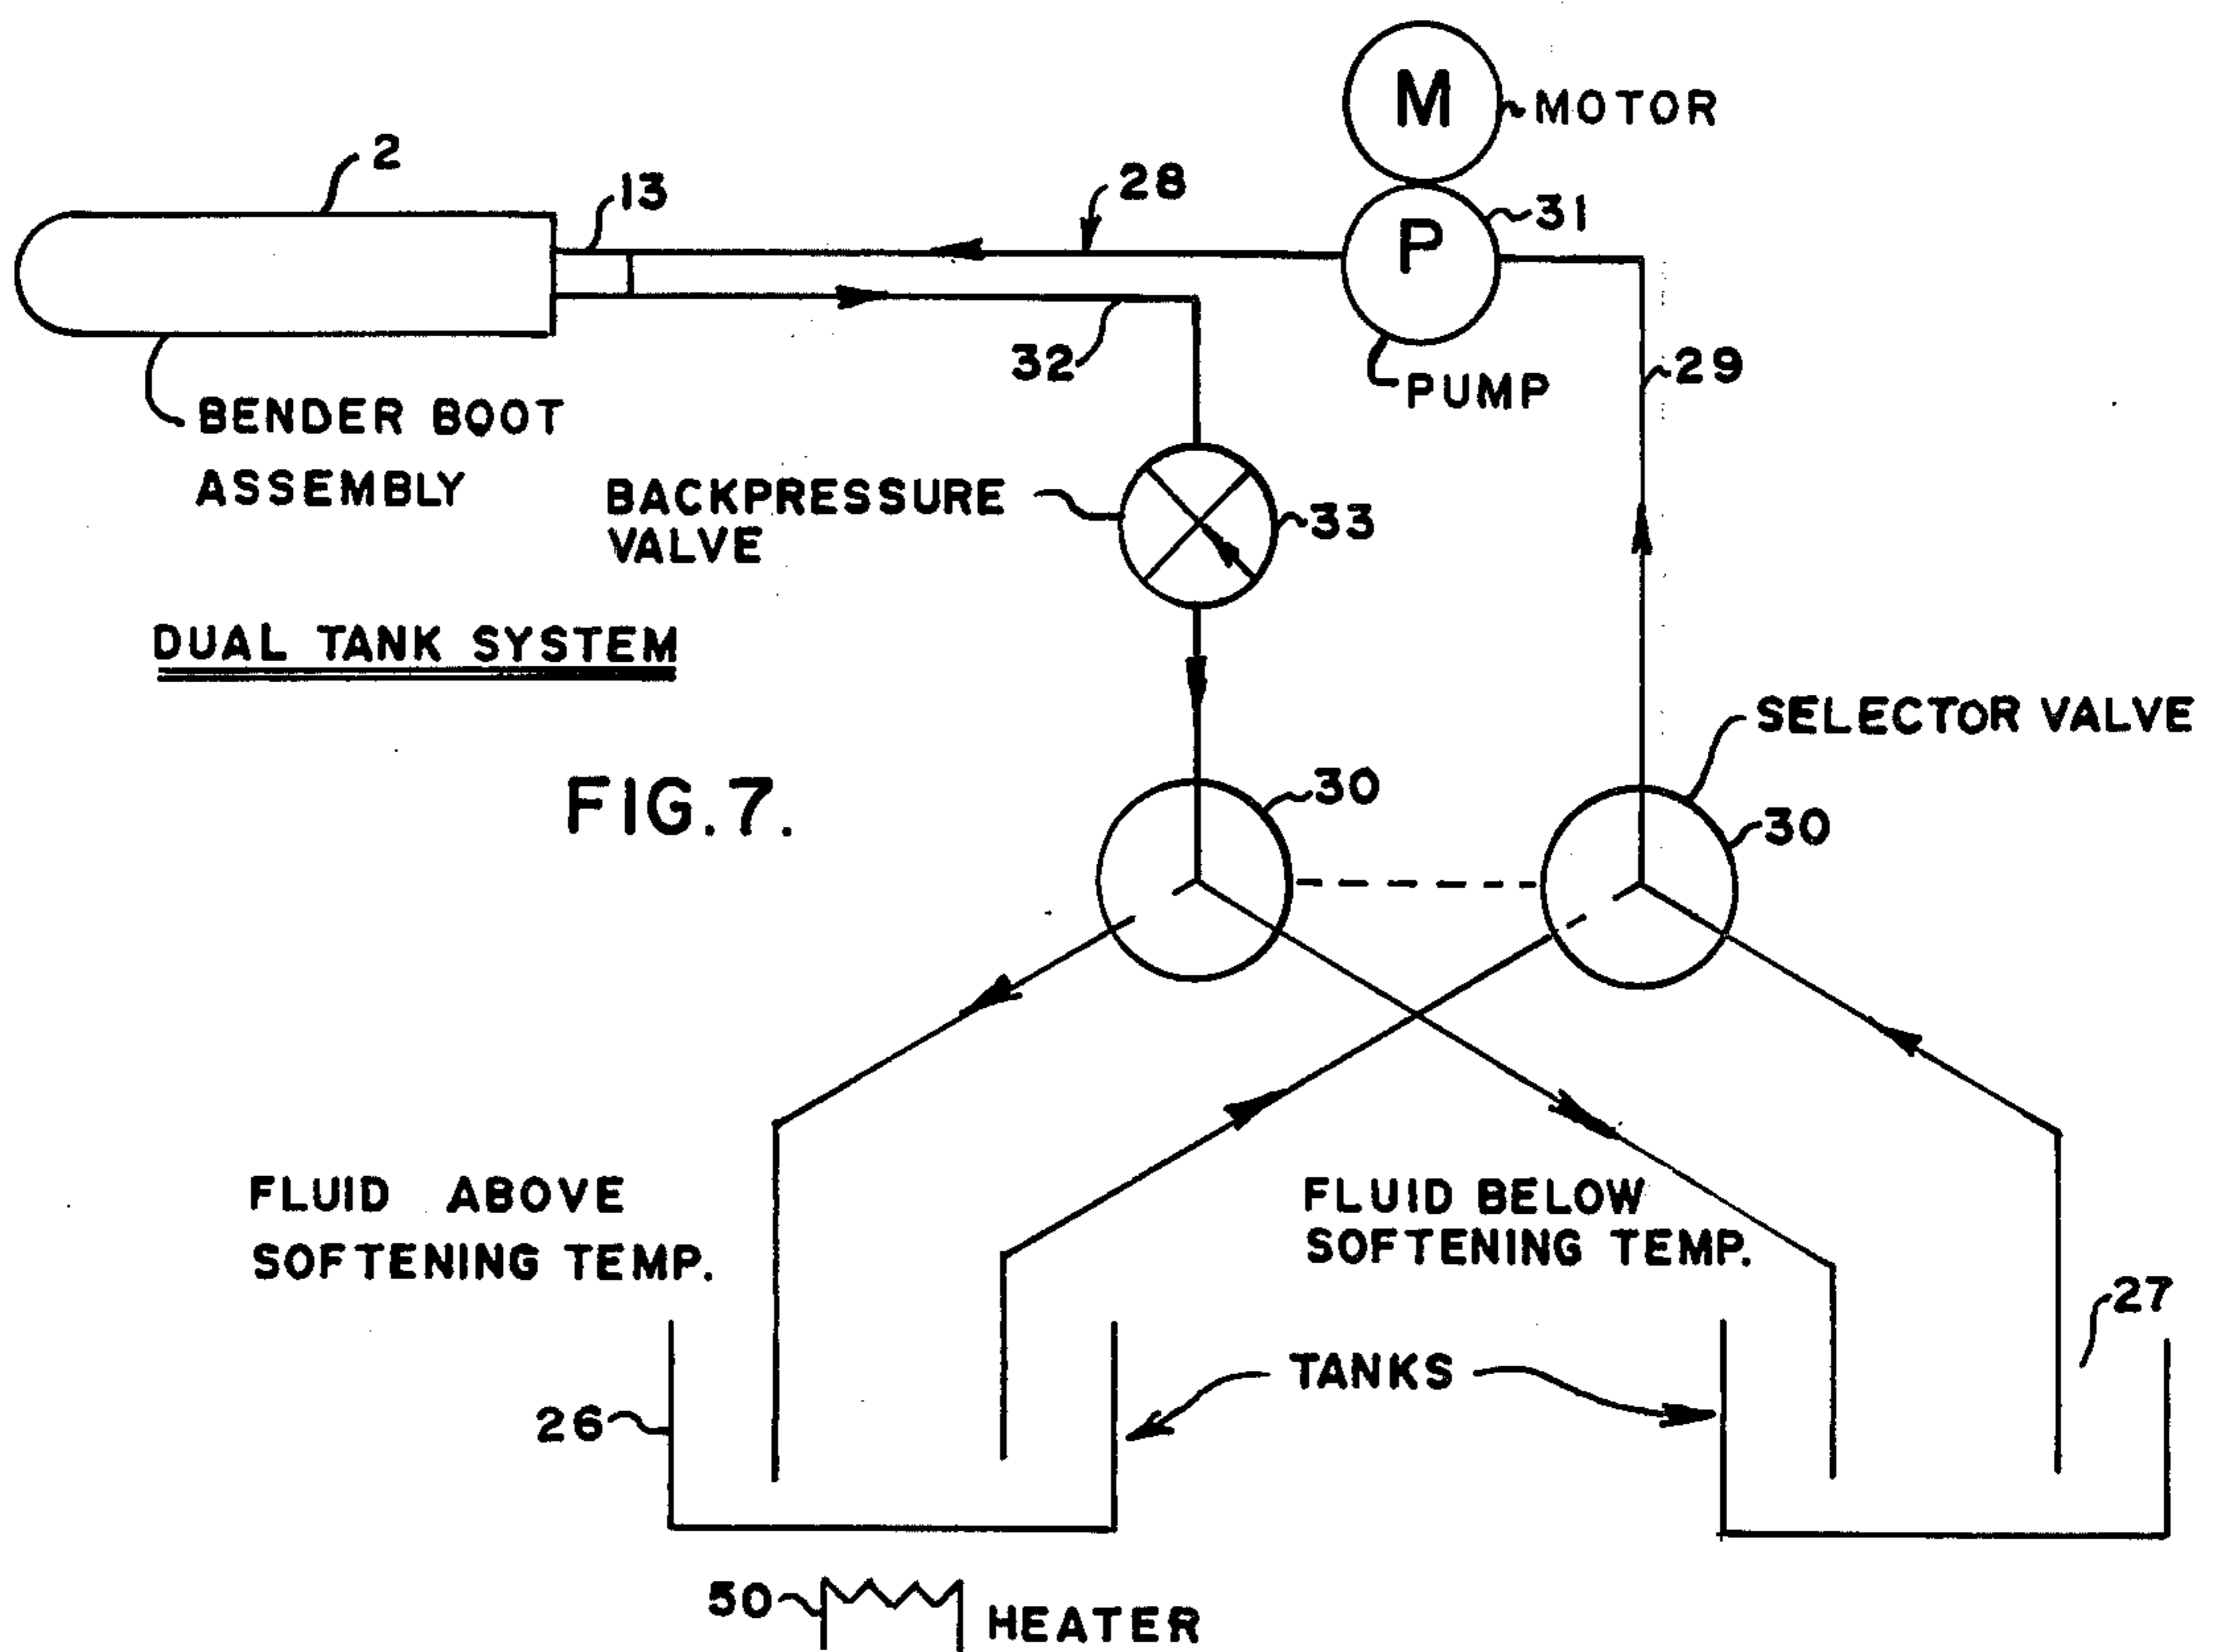 M
MOTOR
2
13
28
31
P
32
PUMP
29
BENDER BOOT
ASSEMBLY
BACKPRESSURE
VALVE
33
DUAL TANK SYSTEM
SELECTOR VALVE
FIG. 7.
30
30
FLUID ABOVE
SOFTENING TEMP.
FLUID BELOW
SOFTENING TEMP.
27
TANKS
26
50
HEATER